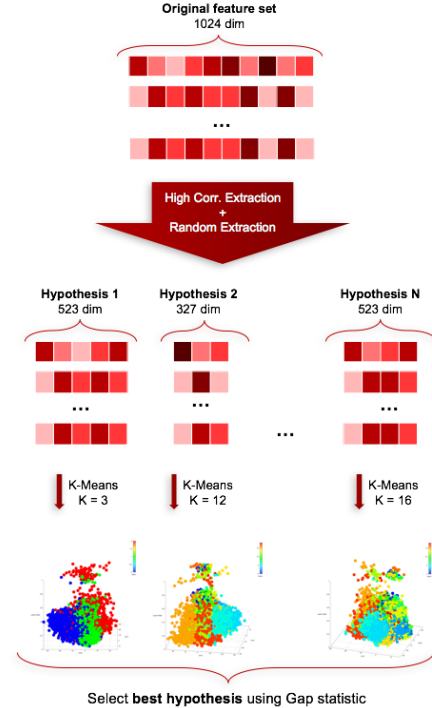 Original feature set
1024 dim
...
High Corr. Extraction
+
Random Extraction
Hypothesis 1
523 dim
Hypothesis 2
327 dim
Hypothesis N
523 dim
...
...
...
...
K-Means
K = 3
K-Means
K = 12
K-Means
K = 16
Select best hypothesis using Gap statistic